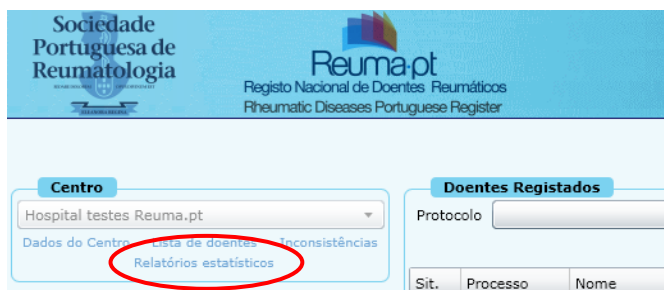 Sociedade
Portuguesa de
Reumatologia
Reuma.pt
Registo Nacional de Doentes Reumáticos
Rheumatic Diseases Portuguese Register
Centro
Hospital testes Reuma.pt
Dados do Centro Lista de doentes Inconsistências
Relatórios estatísticos
Doentes Registados
Protocolo
Sit. Processo Nome